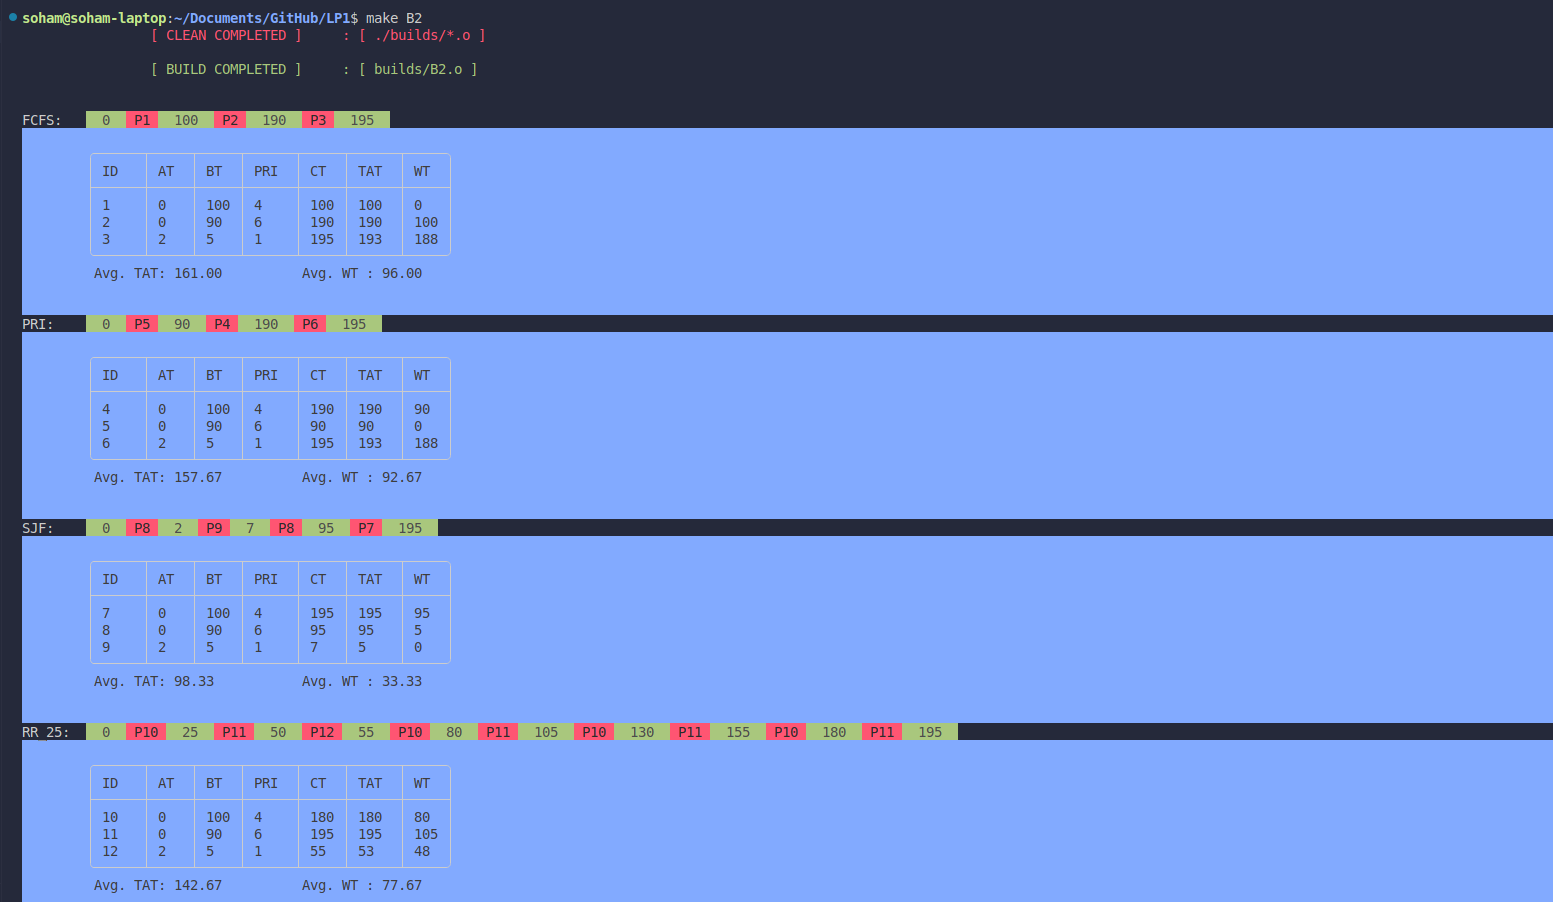 soham@soham-laptop:~/Documents/GitHub/LP1$ make B2
[ CLEAN COMPLETED ] : [ ./builds/*.o ]
[ BUILD COMPLETED ] : [ builds/B2.o ]
FCFS: 0 P1 100 P2 190 P3 195
ID AT BT PRI CT TAT WT
1 0 100 4 100 100 0
2 0 90 6 190 190 100
3 2 5 1 195 193 188
Avg. TAT: 161.00 Avg. WT : 96.00
PRI: 0 P5 90 P4 190 P6 195
ID AT BT PRI CT TAT WT
4 0 100 4 190 190 90
5 0 90 6 90 90 0
6 2 5 1 195 193 188
Avg. TAT: 157.67 Avg. WT : 92.67
SJF: 0 P8 2 P9 7 P8 95 P7 195
ID AT BT PRI CT TAT WT
7 0 100 4 195 195 95
8 0 90 6 95 95 5
9 2 5 1 7 5 0
Avg. TAT: 98.33 Avg. WT : 33.33
RR 25: 0 P10 25 P11 50 P12 55 P10 80 P11 105 P10 130 P11 155 P10 180 P11 195
ID AT BT PRI CT TAT WT
10 0 100 4 180 180 80
11 0 90 6 195 195 105
12 2 5 1 55 53 48
Avg. TAT: 142.67 Avg. WT : 77.67